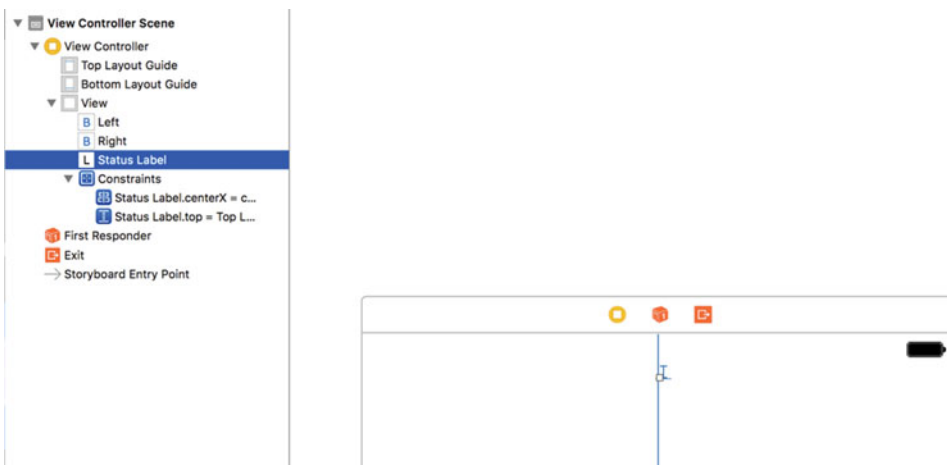 View Controller Scene
View Controller
Top Layout Guide
Bottom Layout Guide
View
B Left
B Right
L Status Label
Constraints
Status Label.centerX = c...
Status Label.top = Top L...
First Responder
Exit
Storyboard Entry Point